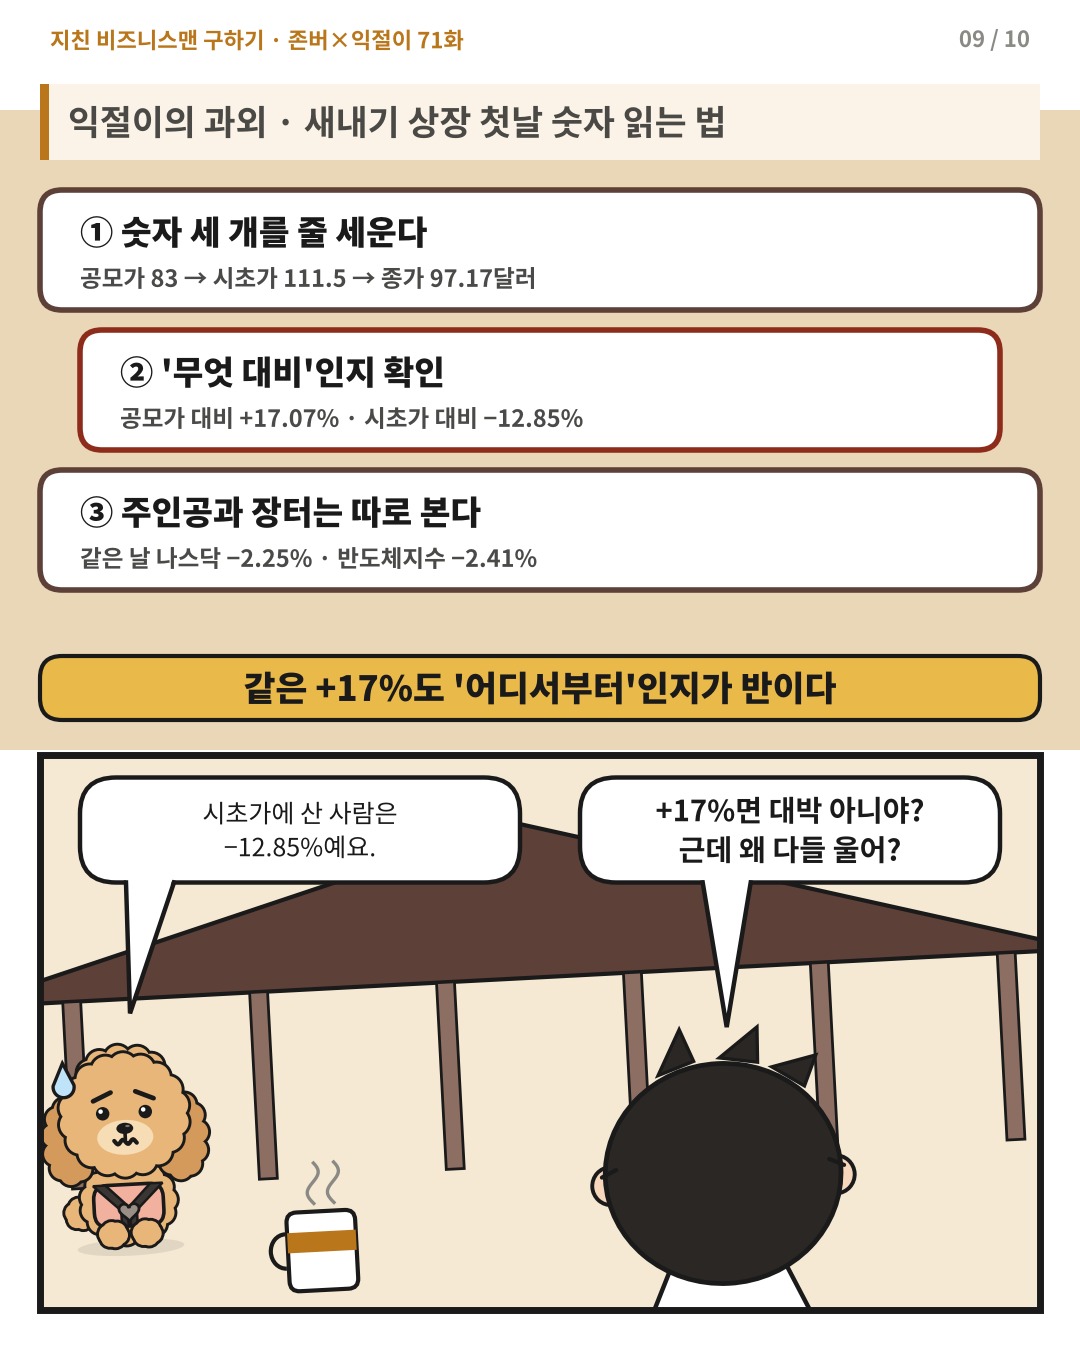 지친 비즈니스맨 구하기 · 존버×익절이 71화
09 / 10
익절이의 과외 · 새내기 상장 첫날 숫자 읽는 법
① 숫자 세 개를 줄 세운다
공모가 83 → 시초가 111.5 → 종가 97.17달러
② '무엇 대비'인지 확인
공모가 대비 +17.07% · 시초가 대비 −12.85%
③ 주인공과 장터는 따로 본다
같은 날 나스닥 −2.25% · 반도체지수 −2.41%
같은 +17%도 '어디서부터'인지가 반이다
시초가에 산 사람은
−12.85%예요.
+17%면 대박 아니야?
근데 왜 다들 울어?